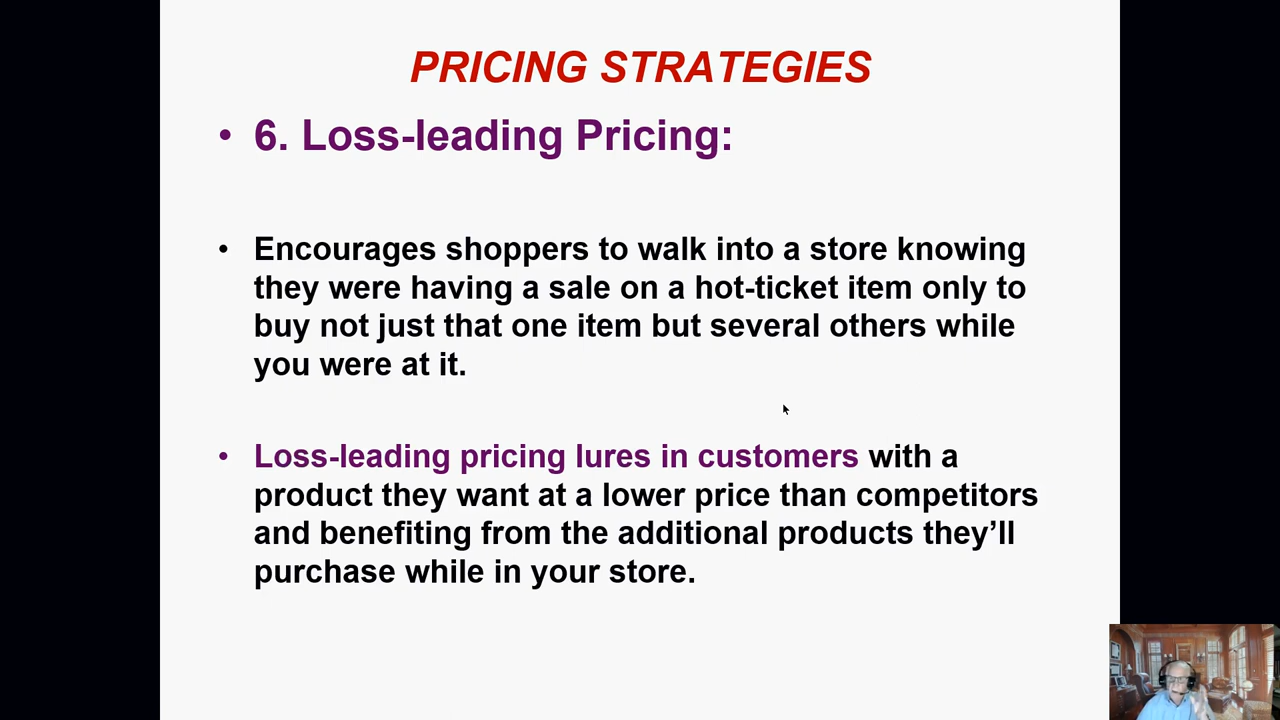 PRICING STRATEGIES
• 6. Loss-leading Pricing:
• Encourages shoppers to walk into a store knowing
they were having a sale on a hot-ticket item only to
buy not just that one item but several others while
you were at it.
• Loss-leading pricing lures in customers with a
product they want at a lower price than competitors
and benefiting from the additional products they’ll
purchase while in your store.